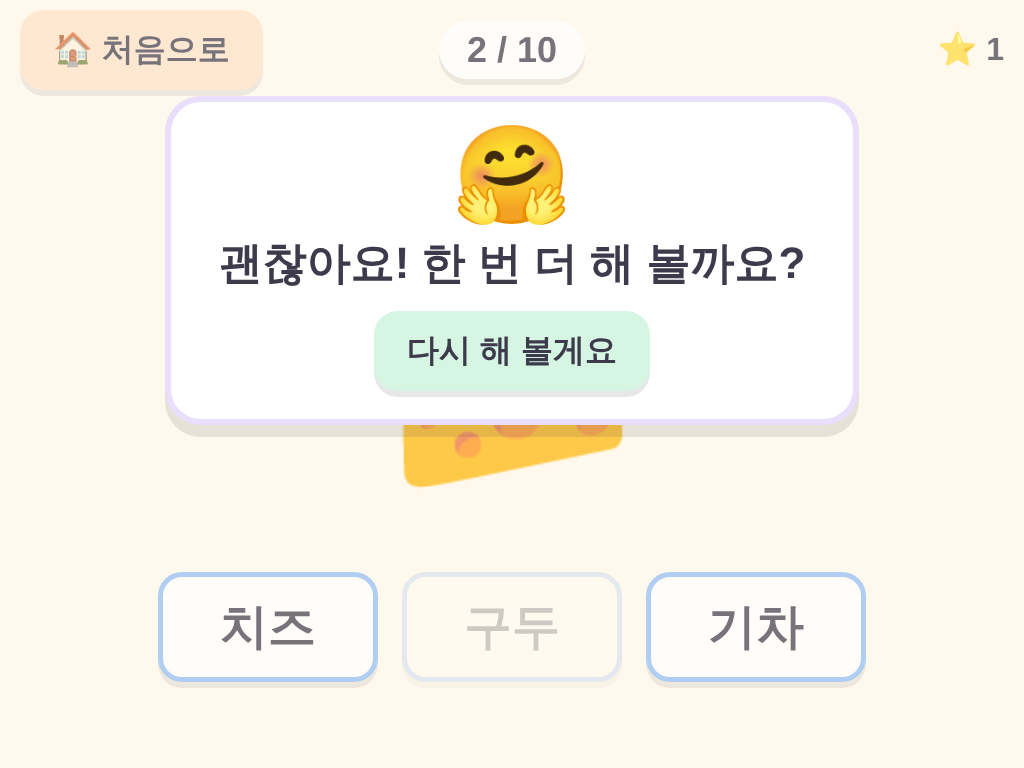 처음으로
2 / 10
1
괜찮아요! 한 번 더 해 볼까요?
다시 해 볼게요
치즈
구두
기차